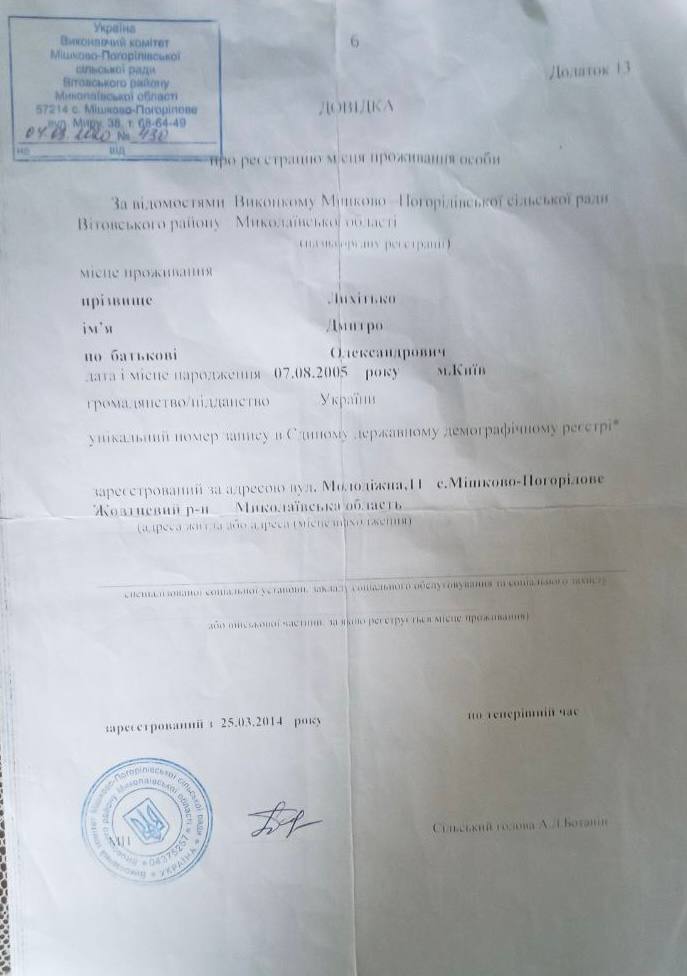 Україна
Виконавчий комітет
Мішково-Погорілівської
сільської ради
Вітовського району
Миколаївської області
57214 с. Мішково-Погорілове
вул. Миру, 38, т. 68-64-49
04.03.2020 № 430
на від
6
Додаток 13
ДОВІДКА
про реєстрацію місця проживання особи
За відомостями Виконкому Мішково –Погорілівської сільської ради
Вітовського району Миколаївської області
(назва органу реєстрації)
місце проживання
прізвище Лихітько
ім'я Дмитро
по батькові Олександрович
дата і місце народження 07.08.2005 року м.Київ
громадянство/підданство України
унікальний номер запису в Єдиному державному демографічному реєстрі*
зареєстрований за адресою вул. Молодіжна,11 с.Мішково-Погорілове
Жовтневий р-н Миколаївська область
(адреса житла або адреса (місцезнаходження)
спеціалізованої соціальної установи, закладу соціального обслуговування та соціального захисту
або військової частини, за якою реєструється місце проживання)
зареєстрований з 25.03.2014 року по теперішній час
МП
Сільський голова
04375257
УКРАЇНА